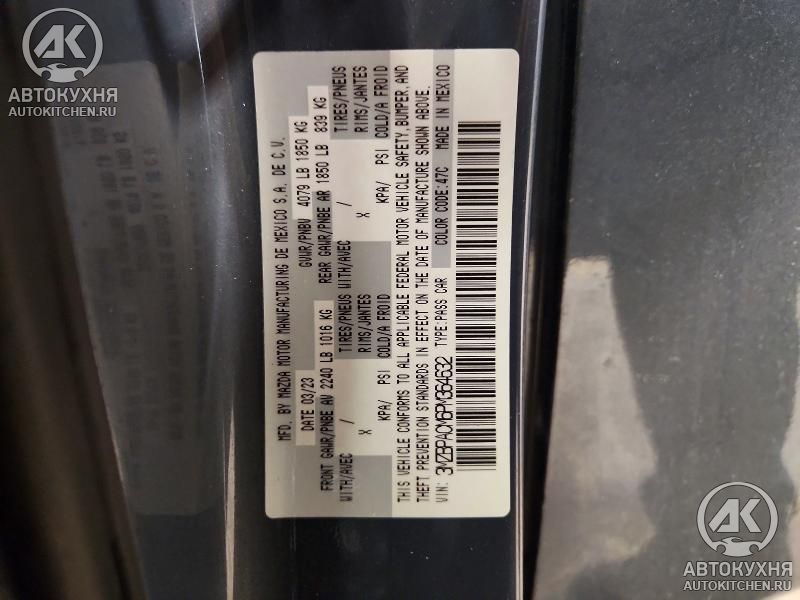 AK
АВТОКУХНЯ
AUTOKITCHEN.RU
MFD. BY MAZDA MOTOR MANUFACTURING DE MEXICO S.A. DE C.V.
DATE 03/23 GVWR/PNBV 4079 LB 1850 KG
FRONT GAWR/PNBE AV 2240 LB 1016 KG REAR GAWR/PNBE AR 1850 LB 839 KG
WITH/AVEC / TIRES/PNEUS WITH/AVEC / TIRES/PNEUS
X RIMS/JANTES X RIMS/JANTES
KPA/ PSI COLD/A FROID KPA/ PSI COLD/A FROID
THIS VEHICLE CONFORMS TO ALL APPLICABLE FEDERAL MOTOR VEHICLE SAFETY, BUMPER, AND
THEFT PREVENTION STANDARDS IN EFFECT ON THE DATE OF MANUFACTURE SHOWN ABOVE.
VIN: 3MZBPACM6PM364632 TYPE:PASS CAR COLOR CODE:47C MADE IN MEXICO
AK
АВТОКУХНЯ
AUTOKITCHEN.RU